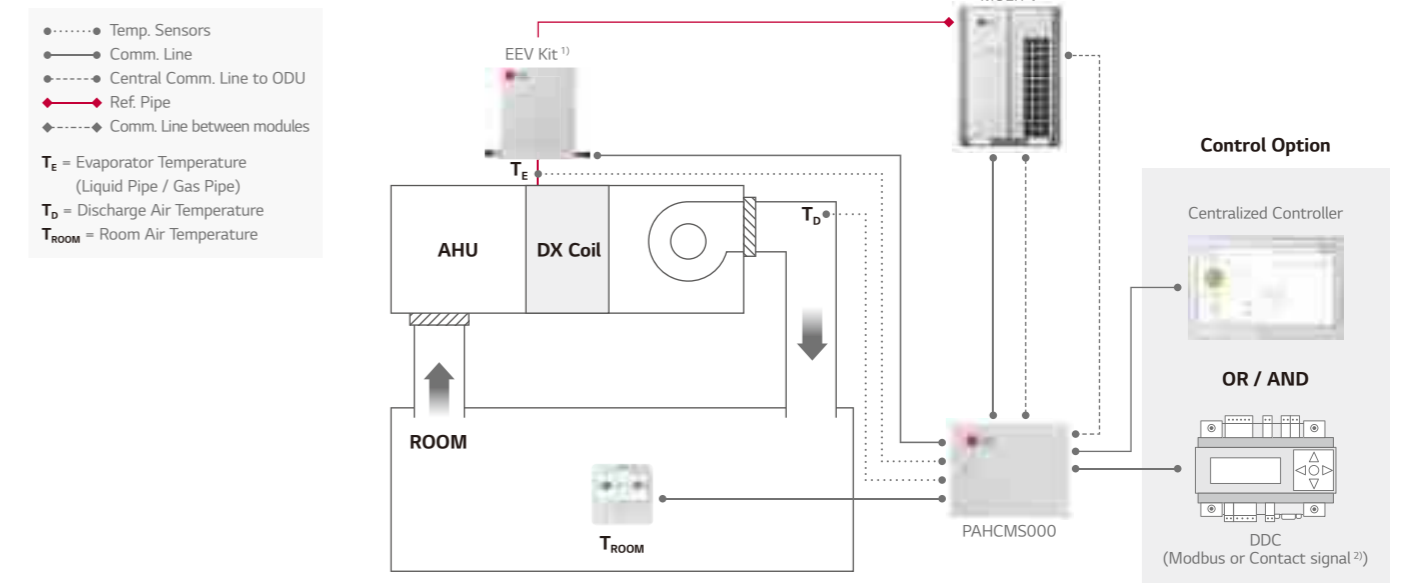 Temp. Sensors
Comm. Line
Central Comm. Line to ODU
Ref. Pipe
Comm. Line between modules
TE = Evaporator Temperature
(Liquid Pipe / Gas Pipe)
TD = Discharge Air Temperature
TROOM = Room Air Temperature
EEV Kit 1)
TE
AHU
DX Coil
TD
ROOM
TROOM
PAHCMS000
Control Option
Centralized Controller
OR / AND
DDC
(Modbus or Contact signal 2))